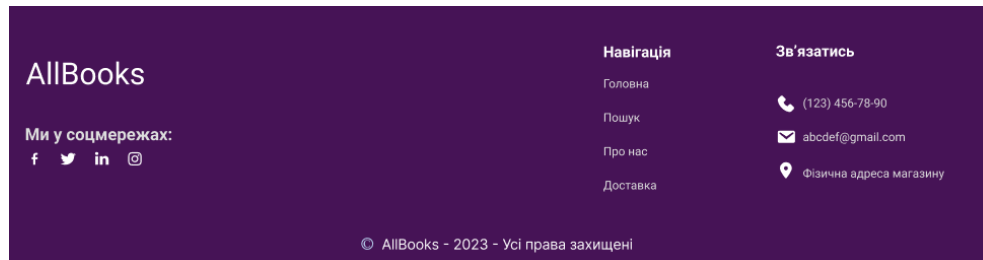 AllBooks
Ми у соцмережах:
Навігація
Головна
Пошук
Про нас
Доставка
Зв’язатись
(123) 456-78-90
abcdef@gmail.com
Фізична адреса магазину
© AllBooks - 2023 - Усі права захищені